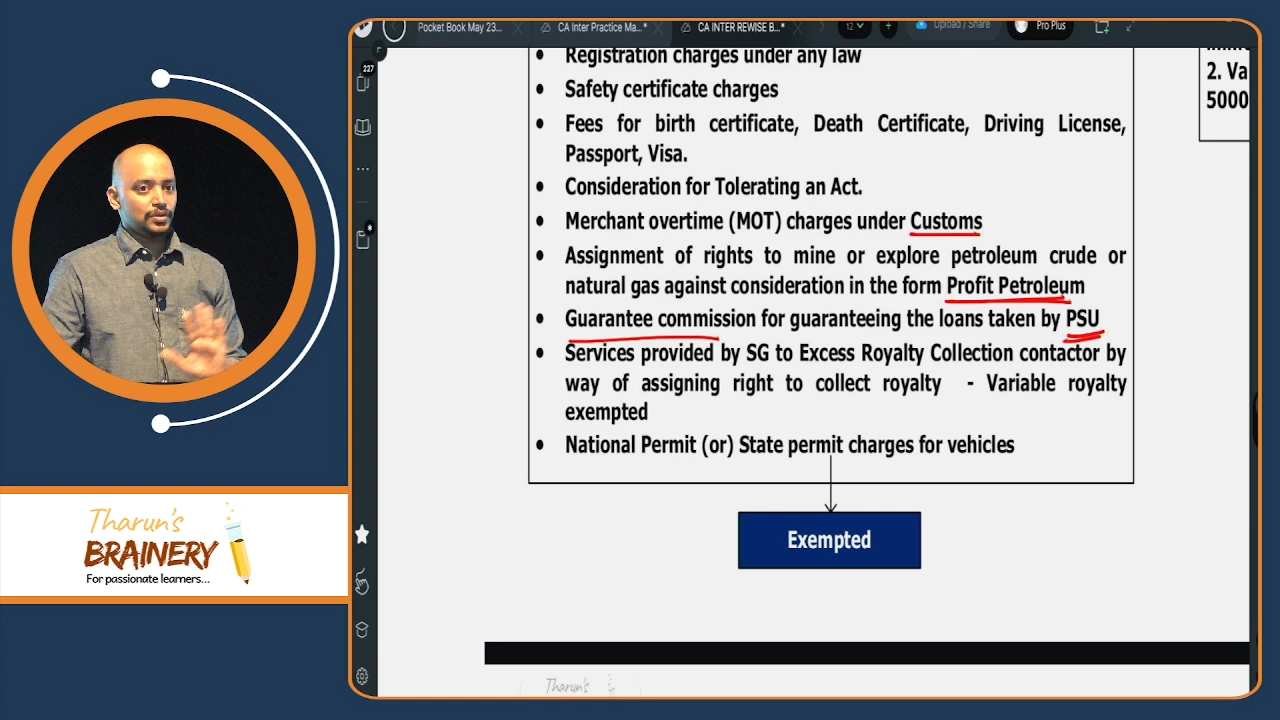 Pocket Book May 23...
CA Inter Practice Ma...*
CA INTER REWISE B...*
12
Upload / Share
Pro Plus
227
Registration charges under any law
2. Va
5000
Safety certificate charges
Fees for birth certificate, Death Certificate, Driving License,
Passport, Visa.
Consideration for Tolerating an Act.
Merchant overtime (MOT) charges under Customs
Assignment of rights to mine or explore petroleum crude or
natural gas against consideration in the form Profit Petroleum
Guarantee commission for guaranteeing the loans taken by PSU
Services provided by SG to Excess Royalty Collection contactor by
way of assigning right to collect royalty - Variable royalty
exempted
National Permit (or) State permit charges for vehicles
Exempted
Tharun's
BRAINERY
For passionate learners...
Tharun's